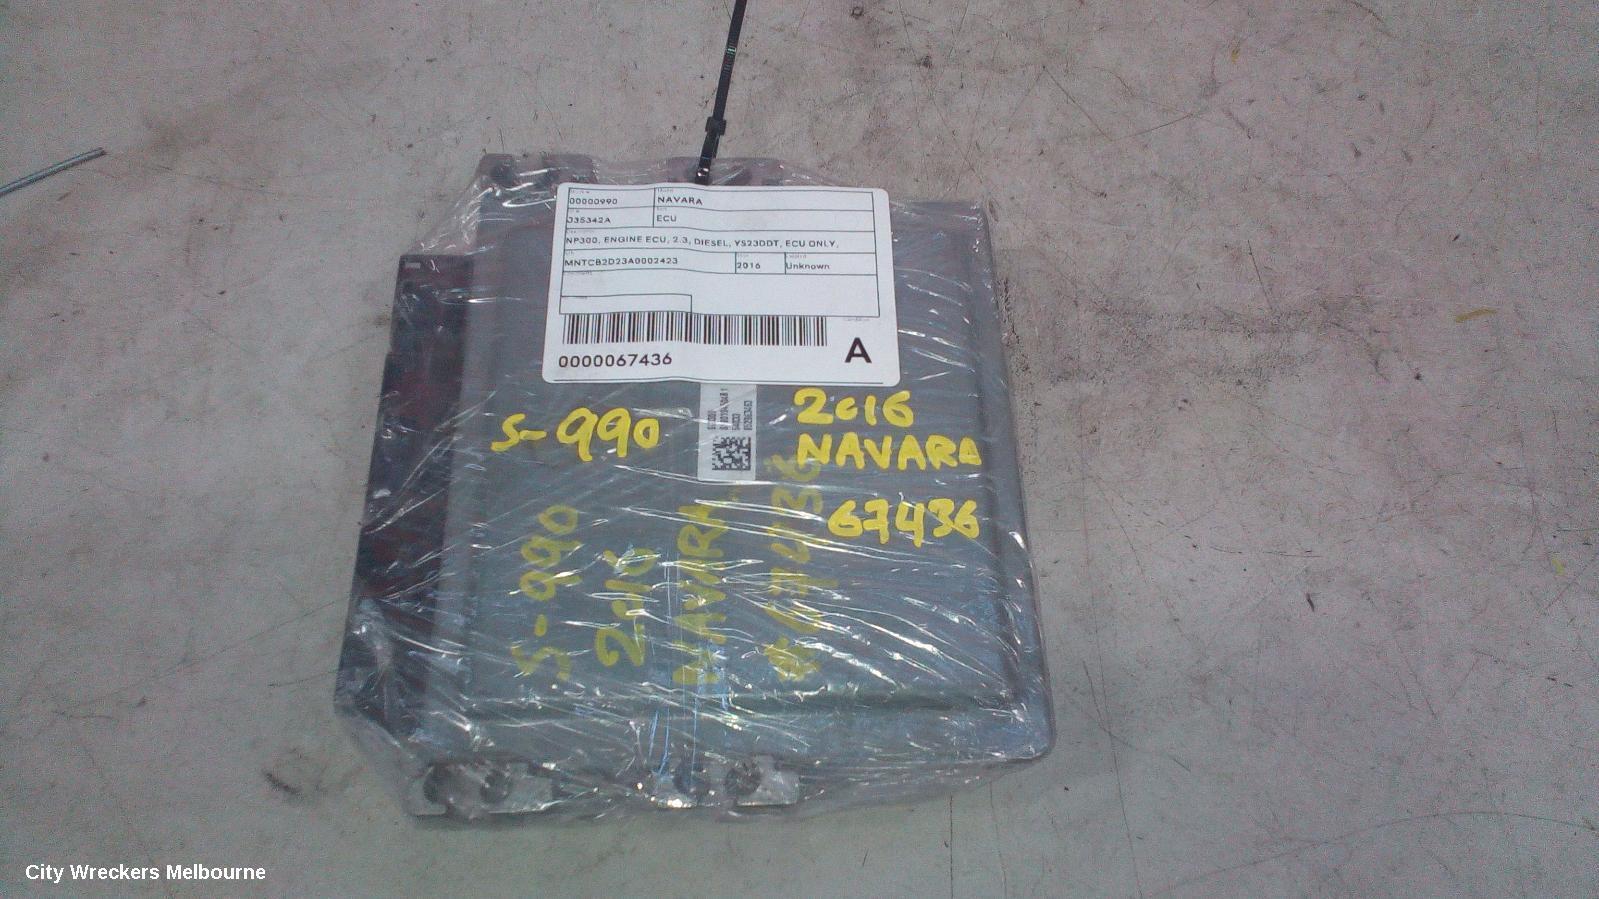 00000990
NAVARA
J35342A
ECU
NP300, ENGINE ECU, 2.3, DIESEL, YS23DDT, ECU ONLY,
MNTCB2D23A0002423
2016
Unknown
0000067436
A
S-990
2016
NAVARA
67436
S-990
2016
NAVARA
City Wreckers Melbourne